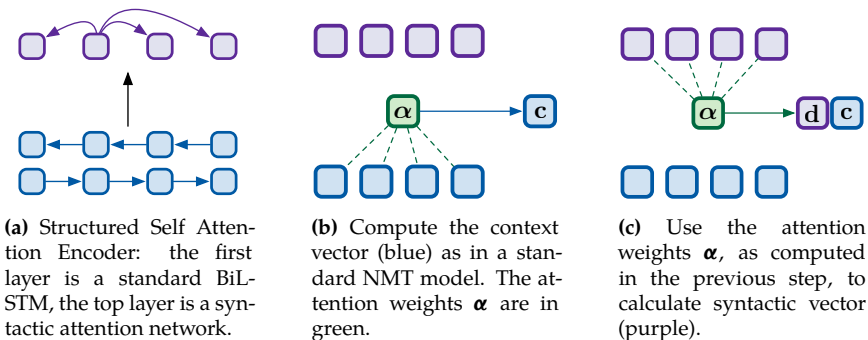 α
c
α
d
c
(a) Structured Self Atten-
tion Encoder: the first
layer is a standard BiL-
STM, the top layer is a syn-
tactic attention network.
(b) Compute the context
vector (blue) as in a stan-
dard NMT model. The at-
tention weights α are in
green.
(c) Use the attention
weights α, as computed
in the previous step, to
calculate syntactic vector
(purple).